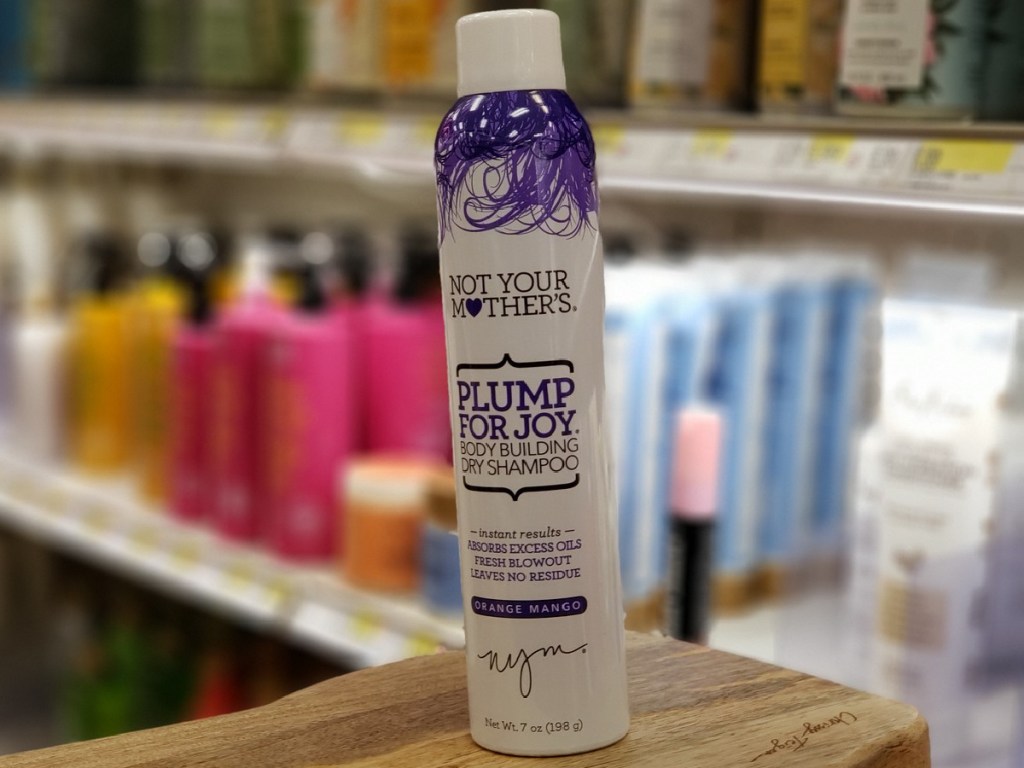 NOT YOUR
MOTHER'S®
PLUMP
FOR JOY®
BODY BUILDING
DRY SHAMPOO
— instant results —
ABSORBS EXCESS OILS
FRESH BLOWOUT
LEAVES NO RESIDUE
ORANGE MANGO
nym®
Net Wt. 7 oz (198 g)